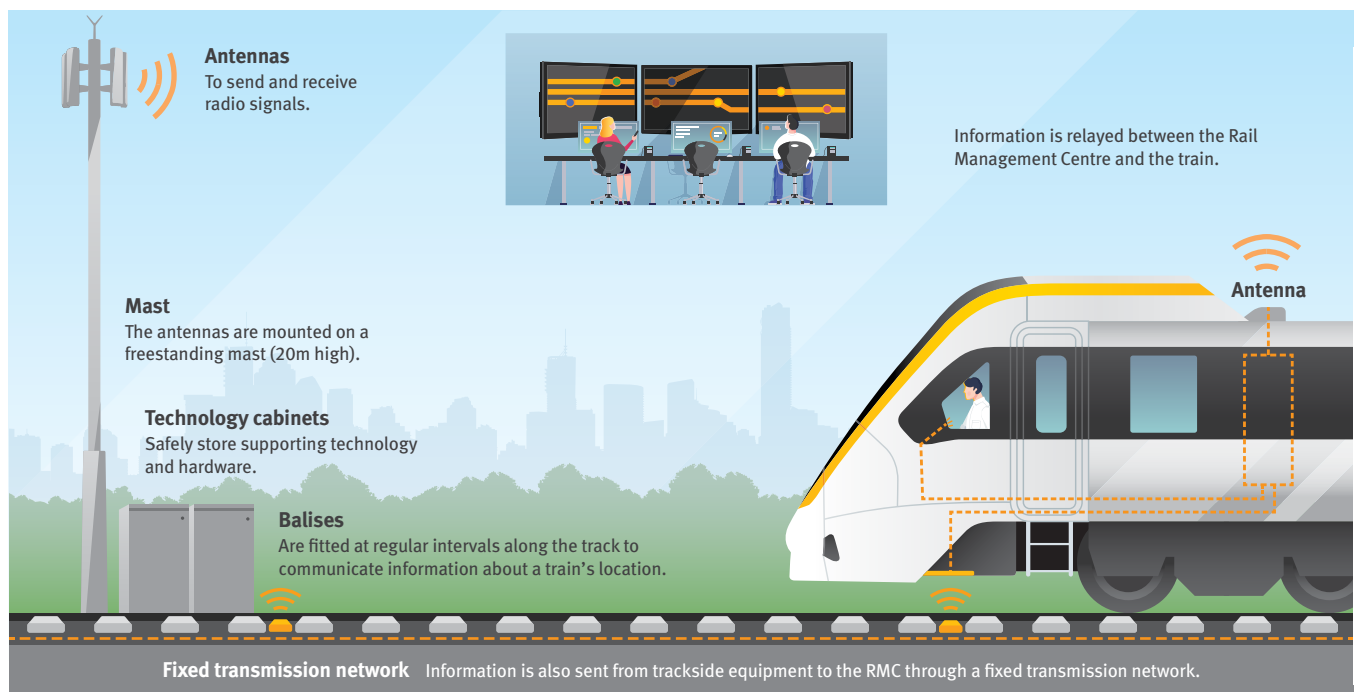 Antennas
To send and receive
radio signals.
Information is relayed between the Rail
Management Centre and the train.
Antenna
Mast
The antennas are mounted on a
freestanding mast (20m high).
Technology cabinets
Safely store supporting technology
and hardware.
Balises
Are fitted at regular intervals along the track to
communicate information about a train’s location.
Fixed transmission network Information is also sent from trackside equipment to the RMC through a fixed transmission network.